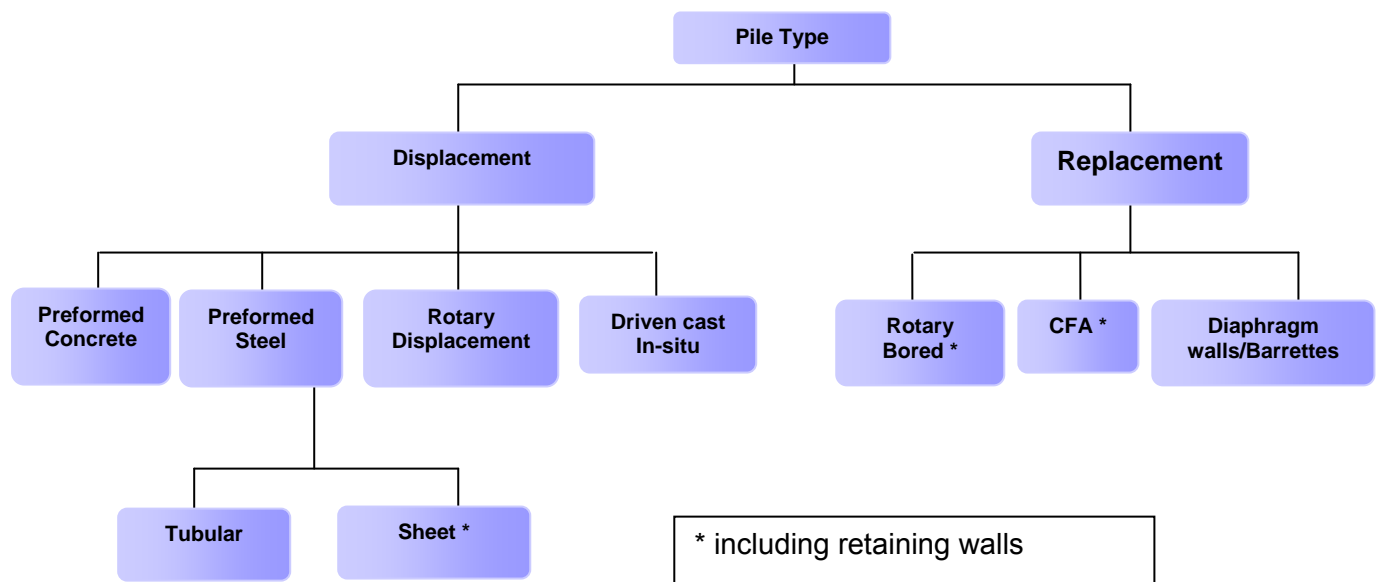 Pile Type
Displacement
Replacement
Preformed
Concrete
Preformed
Steel
Rotary
Displacement
Driven cast
In-situ
Rotary
Bored *
CFA *
Diaphragm
walls/Barrettes
Tubular
Sheet *
* including retaining walls